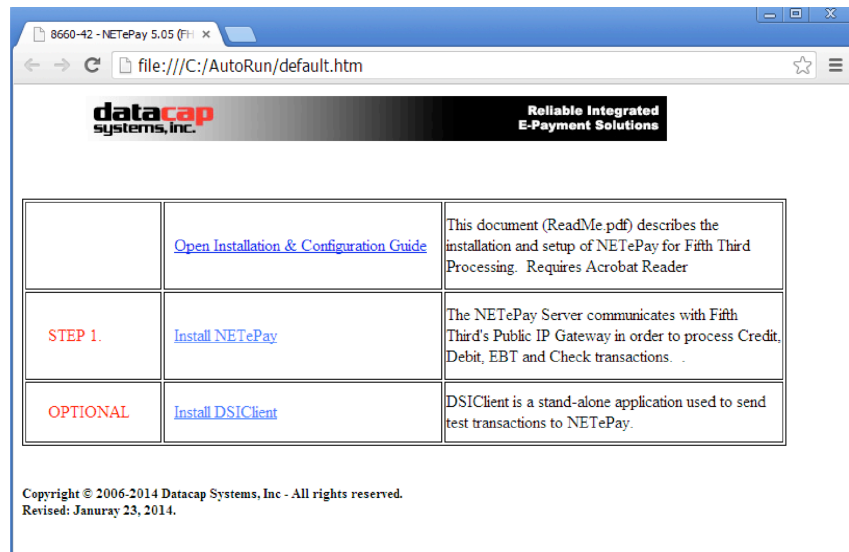 8660-42 - NETePay 5.05 (FH
file:///C:/AutoRun/default.htm
datacap
systems, inc.
Reliable Integrated
E-Payment Solutions
Open Installation & Configuration Guide
This document (ReadMe.pdf) describes the
installation and setup of NETePay for Fifth Third
Processing.  Requires Acrobat Reader
STEP 1.
Install NETePay
The NETePay Server communicates with Fifth
Third's Public IP Gateway in order to process Credit,
Debit, EBT and Check transactions.  .
OPTIONAL
Install DSIClient
DSIClient is a stand-alone application used to send
test transactions to NETePay.
Copyright © 2006-2014 Datacap Systems, Inc - All rights reserved.
Revised: Januray 23, 2014.